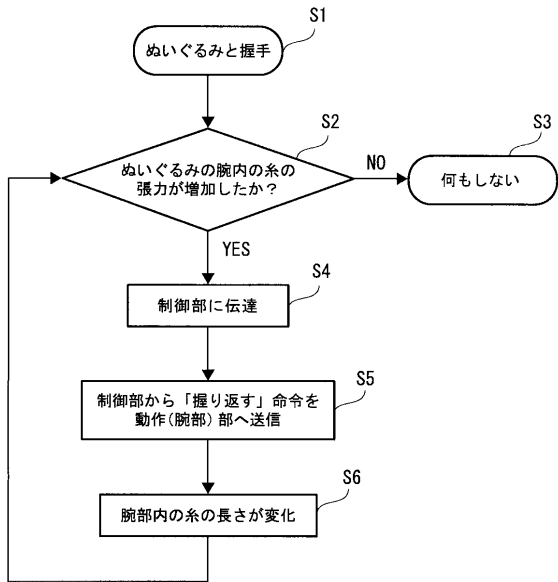 S1
ぬいぐるみと握手
S2
ぬいぐるみの腕内の糸の
張力が増加したか？
NO
S3
何もしない
YES
S4
制御部に伝達
S5
制御部から「握り返す」命令を
動作(腕部)部へ送信
S6
腕部内の糸の長さが変化